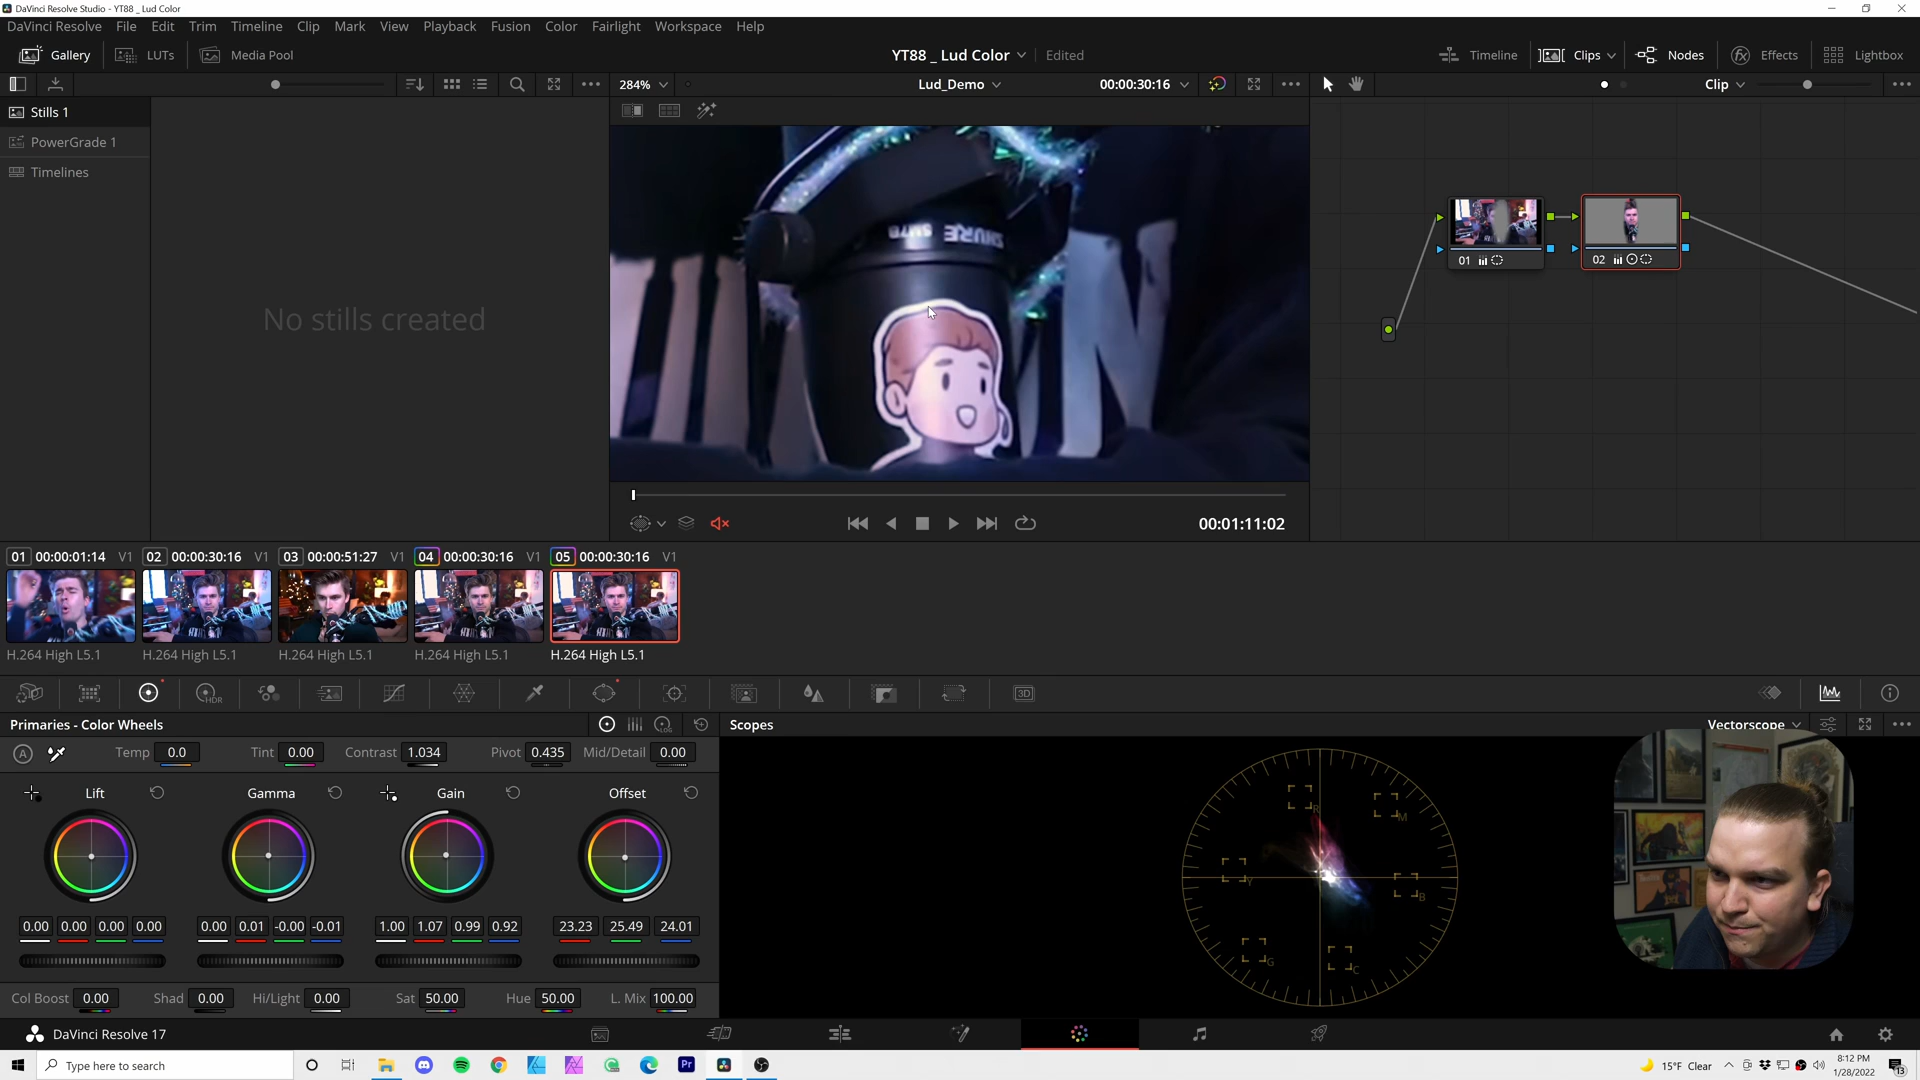 DaVinci Resolve Studio - YT88 _ Lud Color
DaVinci Resolve File Edit Trim Timeline Clip Mark View Playback Fusion Color Fairlight Workspace Help
Gallery LUTs Media Pool YT88 _ Lud Color Edited Timeline Clips Nodes Effects Lightbox
284% Lud_Demo 00:00:30:16 Clip
Stills 1
PowerGrade 1
Timelines
No stills created
SM7B SHURE
01
02
00:01:11:02
01 00:00:01:14 V1 02 00:00:30:16 V1 03 00:00:51:27 V1 04 00:00:30:16 V1 05 00:00:30:16 V1
H.264 High L5.1 H.264 High L5.1 H.264 High L5.1 H.264 High L5.1 H.264 High L5.1
HDR 3D
Primaries - Color Wheels LOG Scopes Vectorscope
A Temp 0.0 Tint 0.00 Contrast 1.034 Pivot 0.435 Mid/Detail 0.00
Lift Gamma Gain Offset
R M
Y B
G C
0.00 0.00 0.00 0.00 0.00 0.01 -0.00 -0.01 1.00 1.07 0.99 0.92 23.23 25.49 24.01
Col Boost 0.00 Shad 0.00 Hi/Light 0.00 Sat 50.00 Hue 50.00 L. Mix 100.00
DaVinci Resolve 17
Type here to search Pr 15°F Clear 8:12 PM
1/28/2022 13